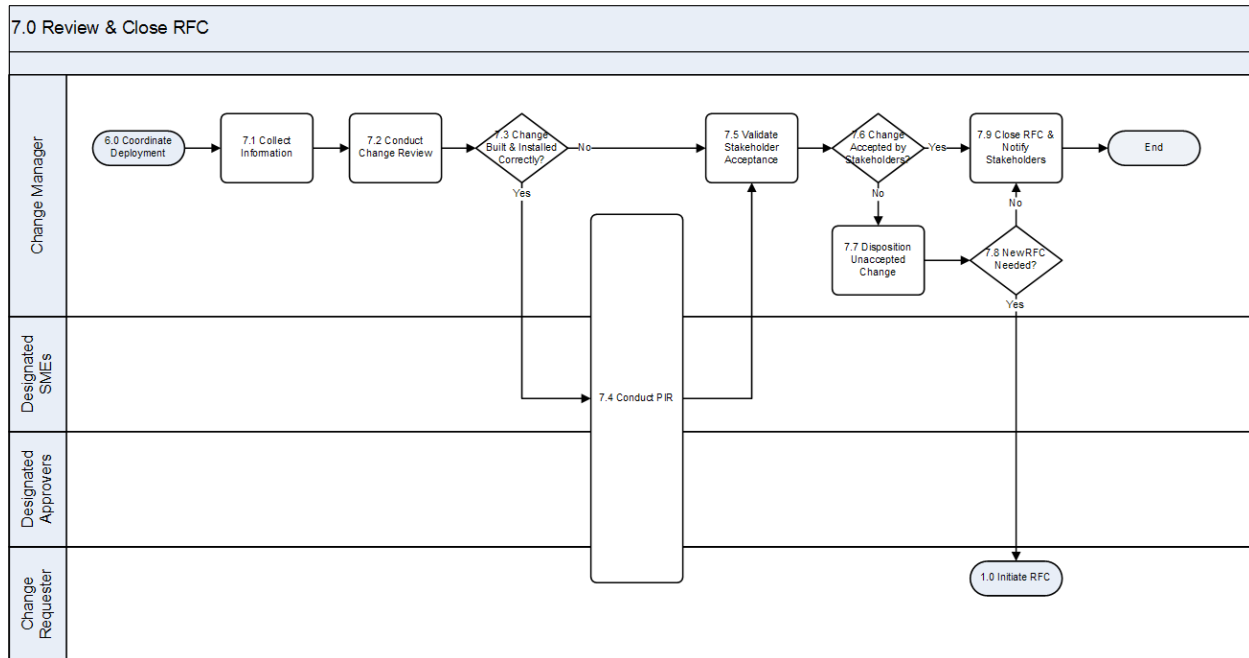 7.0 Review & Close RFC
Change Manager
6.0 Coordinate
Deployment
7.1 Collect
Information
7.2 Conduct
Change Review
7.3 Change
Built & Installed
Correctly?
No
Yes
7.5 Validate
Stakeholder
Acceptance
7.6 Change
Accepted by
Stakeholders?
Yes
No
7.9 Close RFC &
Notify
Stakeholders
End
7.7 Disposition
Unaccepted
Change
No
7.8 New RFC
Needed?
Yes
Designated
SMEs
7.4 Conduct PIR
Designated
Approvers
Change
Requester
1.0 Initiate RFC